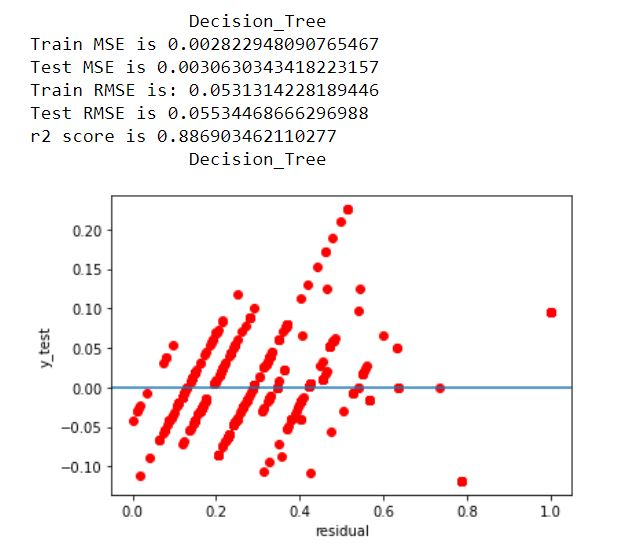 Decision_Tree
Train MSE is 0.002822948090765467
Test MSE is 0.0030630343418223157
Train RMSE is: 0.0531314228189446
Test RMSE is 0.05534468666296988
r2 score is 0.886903462110277
Decision_Tree
0.20
0.15
0.10
0.05
0.00
−0.05
−0.10
y_test
0.0 0.2 0.4 0.6 0.8 1.0
residual